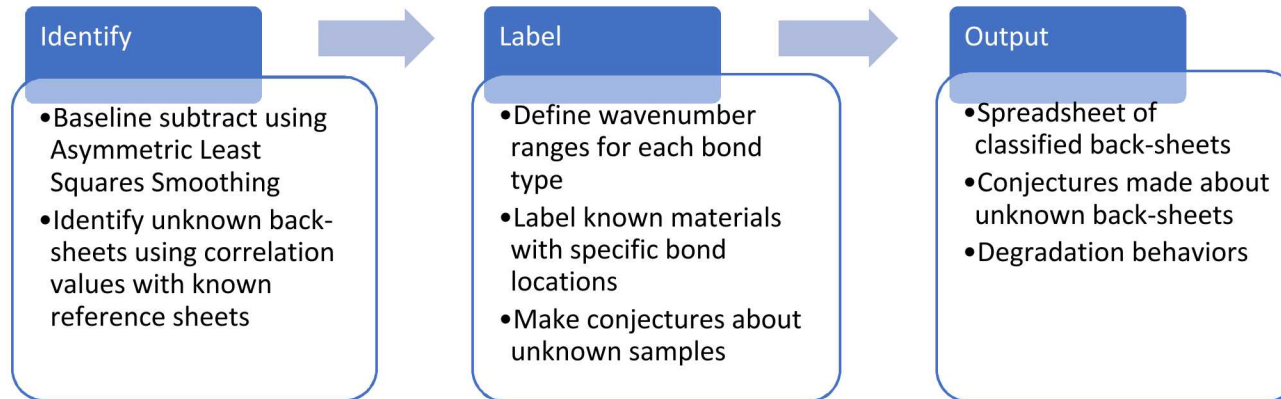 Identify
•Baseline subtract using
Asymmetric Least
Squares Smoothing
•Identify unknown back-
sheets using correlation
values with known
reference sheets
Label
•Define wavenumber
ranges for each bond
type
•Label known materials
with specific bond
locations
•Make conjectures about
unknown samples
Output
•Spreadsheet of
classified back-sheets
•Conjectures made about
unknown back-sheets
•Degradation behaviors